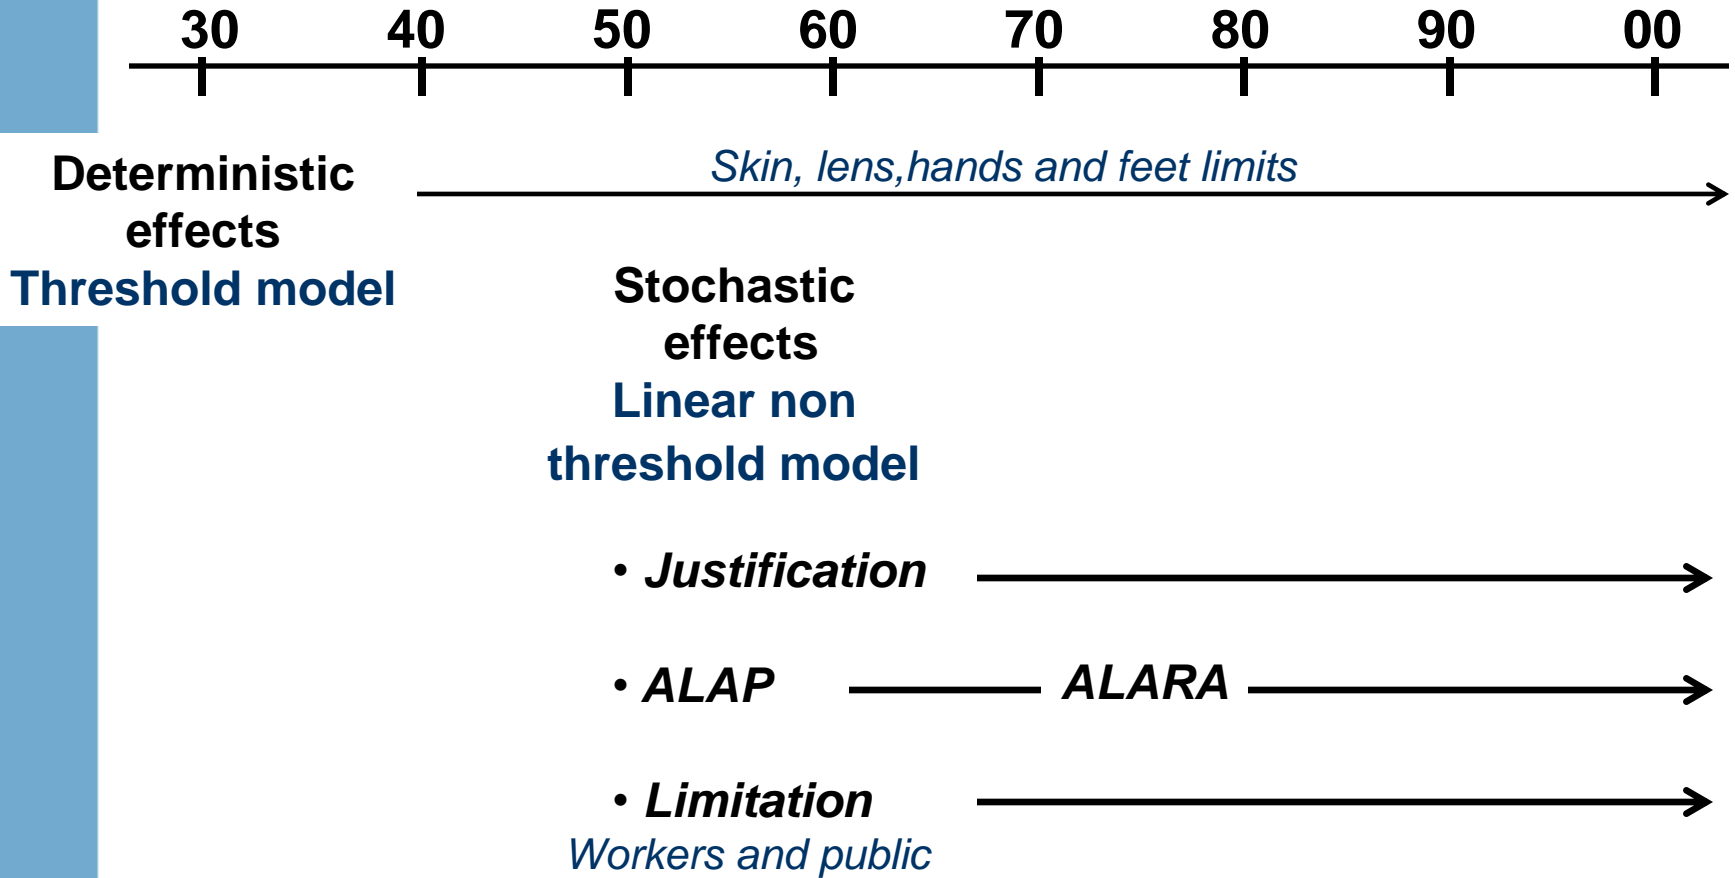 30 40 50 60 70 80 90 00
Deterministic
effects
Threshold model
Skin, lens,hands and feet limits
Stochastic
effects
Linear non
threshold model
• Justification
• ALAP ALARA
• Limitation
Workers and public